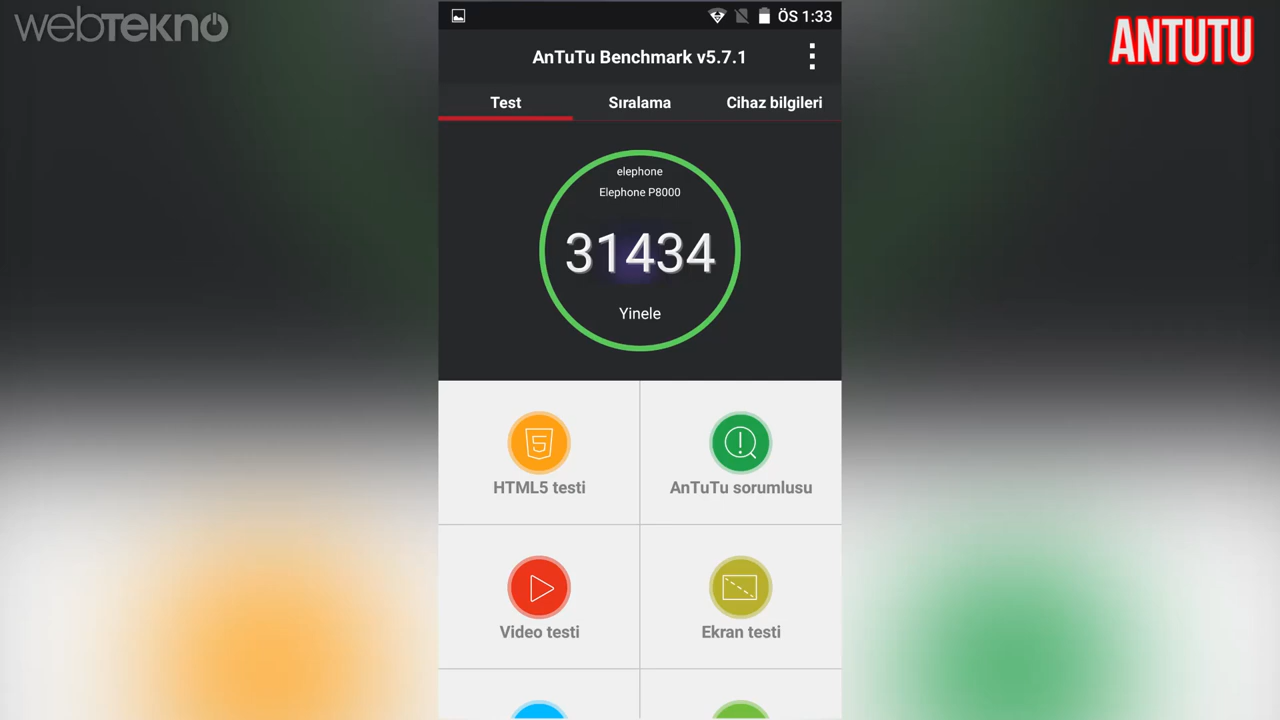 webTEKNO
ANTUTU
ÖS 1:33
AnTuTu Benchmark v5.7.1
Test
Sıralama
Cihaz bilgileri
elephone
Elephone P8000
31434
Yinele
HTML5 testi
AnTuTu sorumlusu
Video testi
Ekran testi